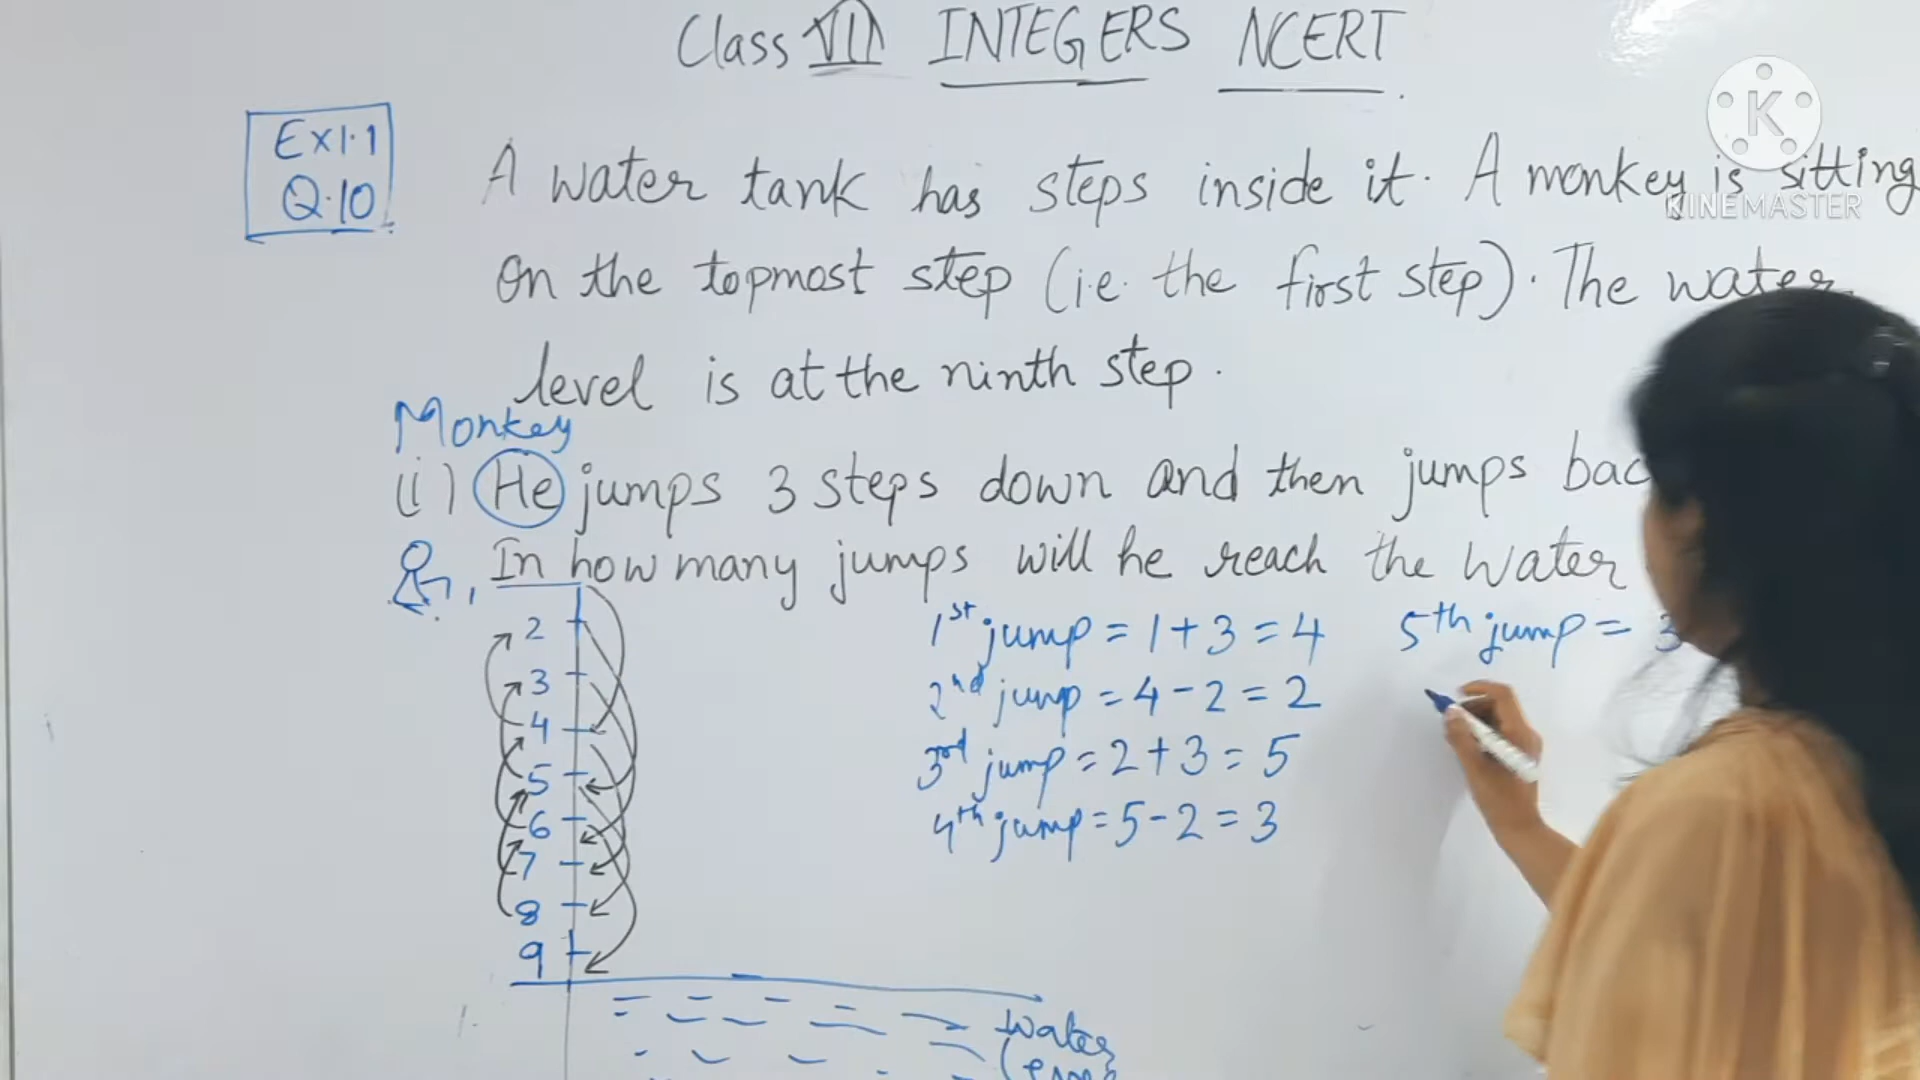 Class VII INTEGERS NCERT
K
KINEMASTER
Ex 1.1
Q.10
A water tank has steps inside it. A monkey is sitting
on the topmost step (i.e. the first step). The water
level is at the ninth step.
Monkey
(i) He jumps 3 steps down and then jumps bac
In how many jumps will he reach the water
1
2
3
4
5
6
7
8
9
1st jump = 1 + 3 = 4
2nd jump = 4 - 2 = 2
3rd jump = 2 + 3 = 5
4th jump = 5 - 2 = 3
5th jump = 3
water